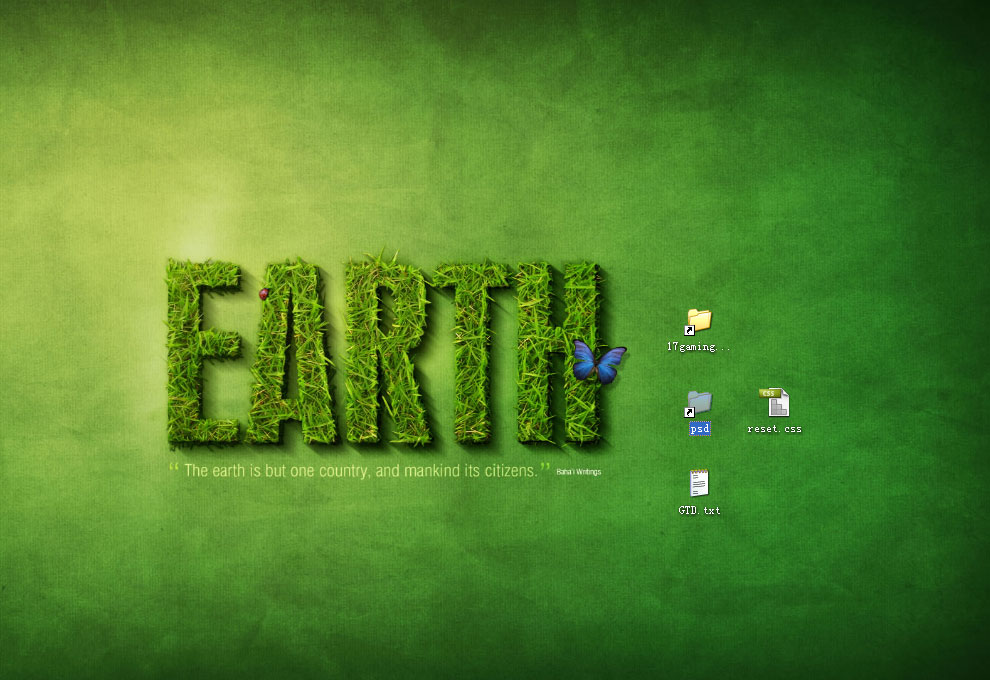 EARTH
“ The earth is but one country, and mankind its citizens.” Baha'i Writings
17gaming...
psd
css
reset.css
GTD.txt